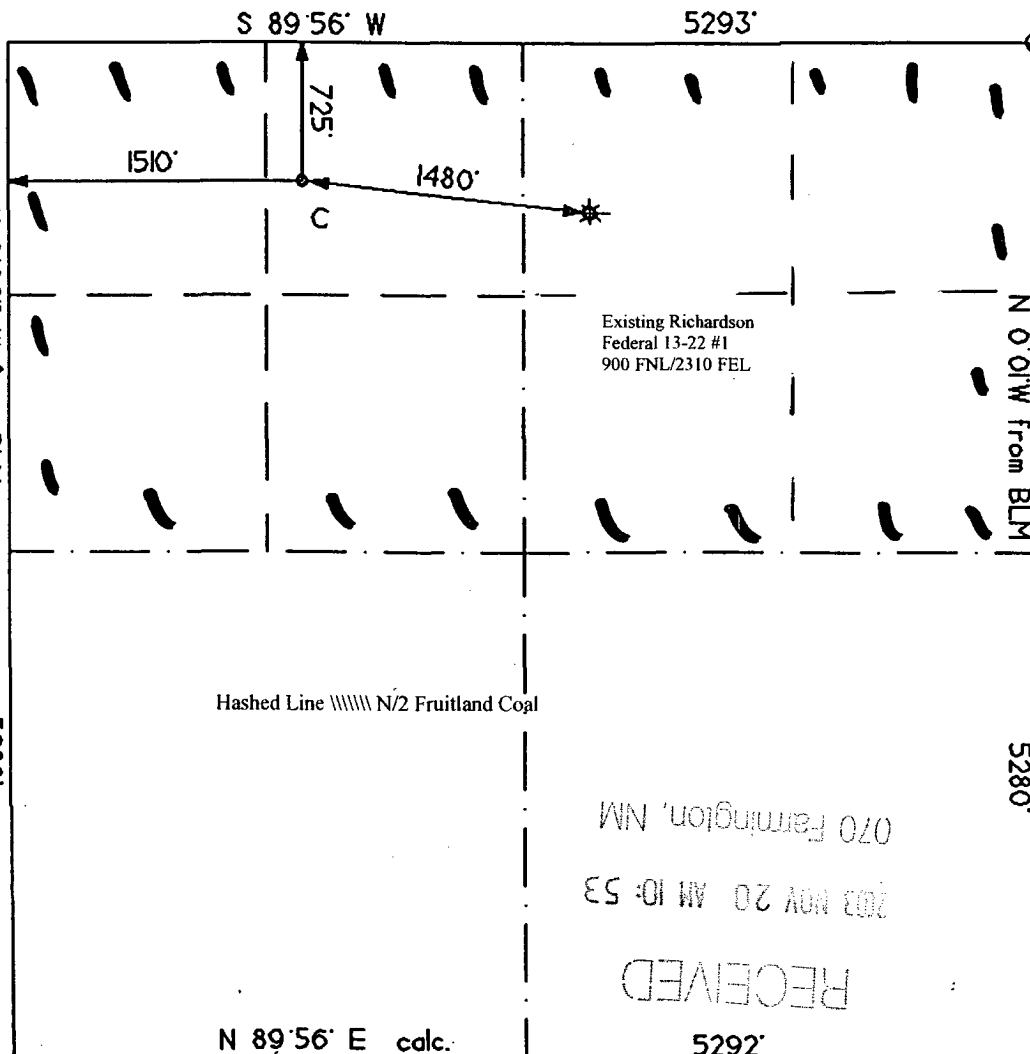 S 89°56' W 5293'
725'
1510'
1480'
C
Existing Richardson
Federal 13-22 #1
900 FNL/2310 FEL
N 0°01'W from BLM
Hashed Line \\\\\\\ N/2 Fruitland Coal
5280'
070 Farmington, NM
2003 NOV 20 AM 10: 53
RECEIVED
N 89°56' E calc. 5292'